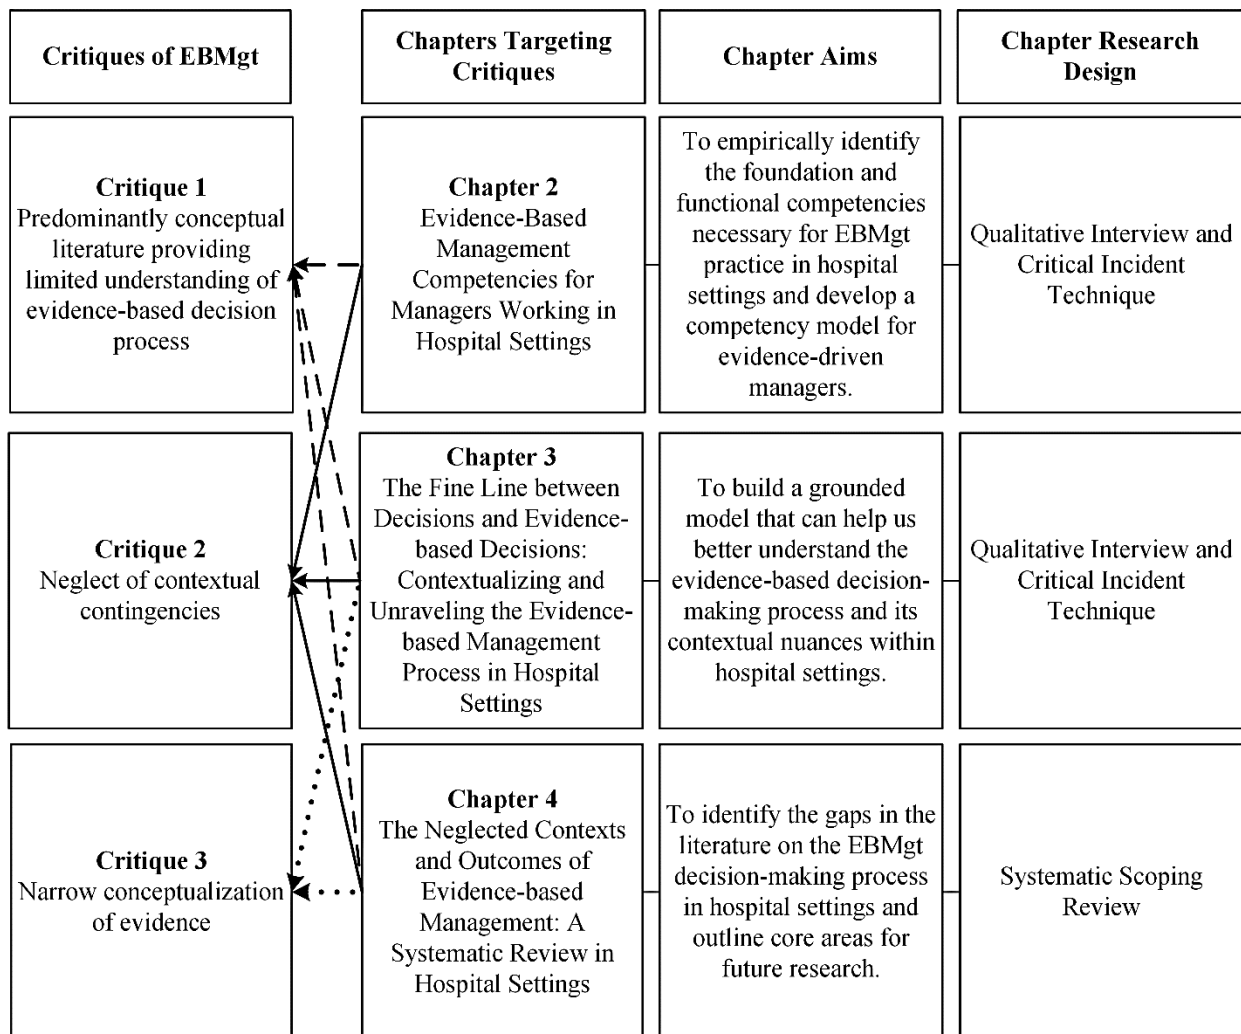 Critiques of EBMgt
Chapters Targeting
Critiques
Chapter Aims
Chapter Research
Design
Critique 1
Predominantly conceptual
literature providing
limited understanding of
evidence-based decision
process
Chapter 2
Evidence-Based
Management
Competencies for
Managers Working in
Hospital Settings
To empirically identify
the foundation and
functional competencies
necessary for EBMgt
practice in hospital
settings and develop a
competency model for
evidence-driven
managers.
Qualitative Interview and
Critical Incident
Technique
Critique 2
Neglect of contextual
contingencies
Chapter 3
The Fine Line between
Decisions and Evidence-
based Decisions:
Contextualizing and
Unraveling the Evidence-
based Management
Process in Hospital
Settings
To build a grounded
model that can help us
better understand the
evidence-based decision-
making process and its
contextual nuances within
hospital settings.
Qualitative Interview and
Critical Incident
Technique
Critique 3
Narrow conceptualization
of evidence
Chapter 4
The Neglected Contexts
and Outcomes of
Evidence-based
Management: A
Systematic Review in
Hospital Settings
To identify the gaps in the
literature on the EBMgt
decision-making process
in hospital settings and
outline core areas for
future research.
Systematic Scoping
Review